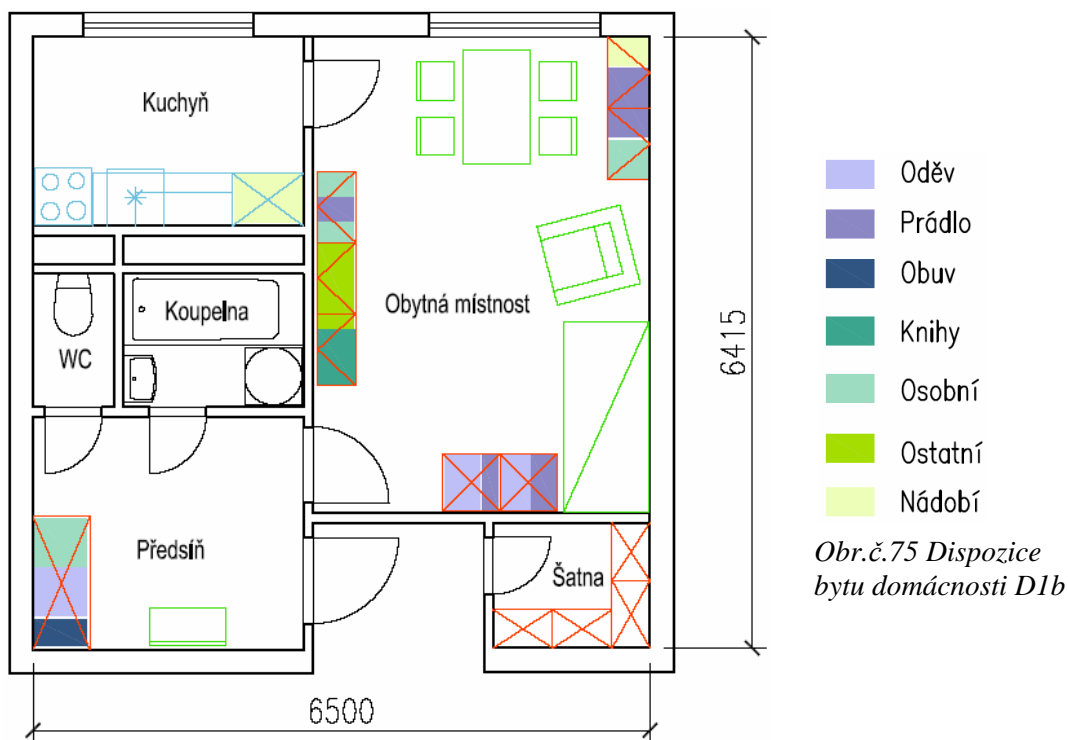 Kuchyň
Obytná místnost
Koupelna
WC
Předsíň
Šatna
6500
6415
Oděv
Prádlo
Obuv
Knihy
Osobní
Ostatní
Nádobí
Obr.č.75 Dispozice
bytu domácnosti D1b